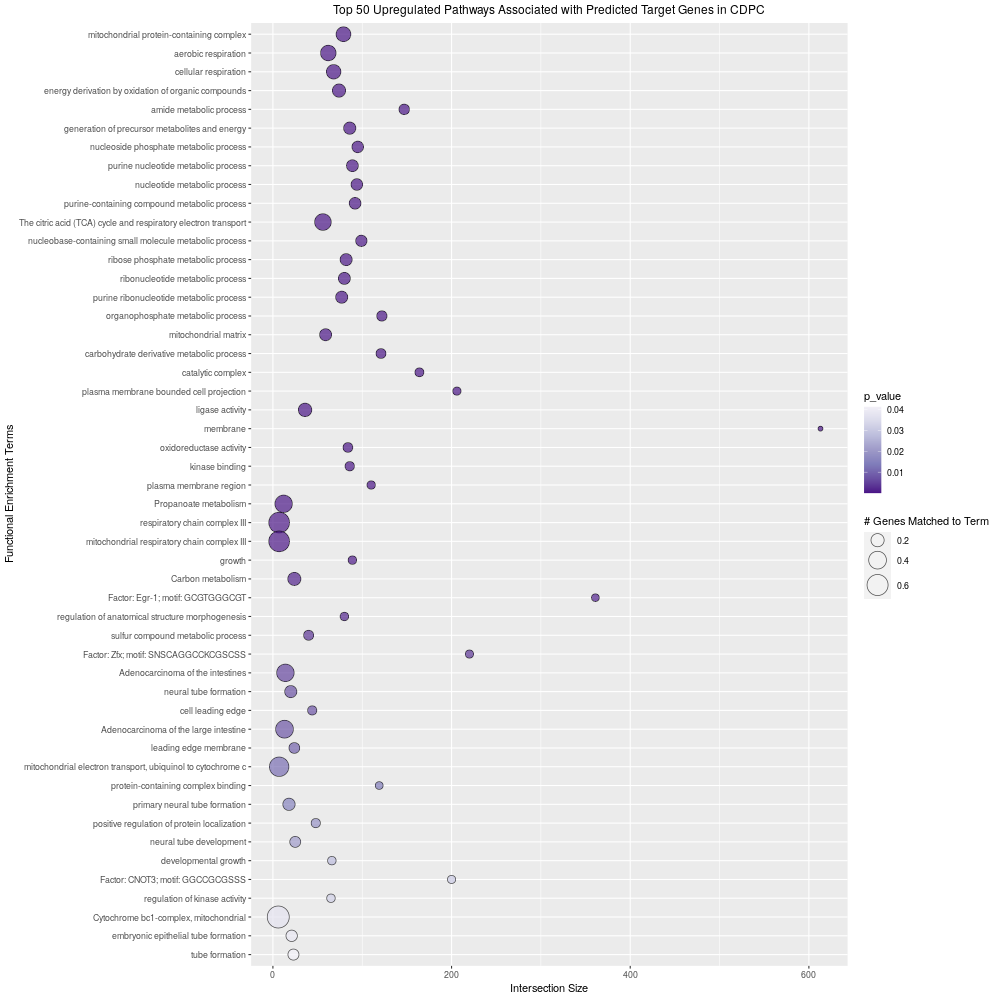 Top 50 Upregulated Pathways Associated with Predicted Target Genes in CDPC
Functional Enrichment Terms
mitochondrial protein-containing complex
aerobic respiration
cellular respiration
energy derivation by oxidation of organic compounds
amide metabolic process
generation of precursor metabolites and energy
nucleoside phosphate metabolic process
purine nucleotide metabolic process
nucleotide metabolic process
purine-containing compound metabolic process
The citric acid (TCA) cycle and respiratory electron transport
nucleobase-containing small molecule metabolic process
ribose phosphate metabolic process
ribonucleotide metabolic process
purine ribonucleotide metabolic process
organophosphate metabolic process
mitochondrial matrix
carbohydrate derivative metabolic process
catalytic complex
plasma membrane bounded cell projection
ligase activity
membrane
oxidoreductase activity
kinase binding
plasma membrane region
Propanoate metabolism
respiratory chain complex III
mitochondrial respiratory chain complex III
growth
Carbon metabolism
Factor: Egr-1; motif: GCGTGGGCGT
regulation of anatomical structure morphogenesis
sulfur compound metabolic process
Factor: Zfx; motif: SNSCAGGCCKCGSCSS
Adenocarcinoma of the intestines
neural tube formation
cell leading edge
Adenocarcinoma of the large intestine
leading edge membrane
mitochondrial electron transport, ubiquinol to cytochrome c
protein-containing complex binding
primary neural tube formation
positive regulation of protein localization
neural tube development
developmental growth
Factor: CNOT3; motif: GGCCGCGSSS
regulation of kinase activity
Cytochrome bc1-complex, mitochondrial
embryonic epithelial tube formation
tube formation
0
200
400
600
Intersection Size
p_value
0.04
0.03
0.02
0.01
# Genes Matched to Term
0.2
0.4
0.6